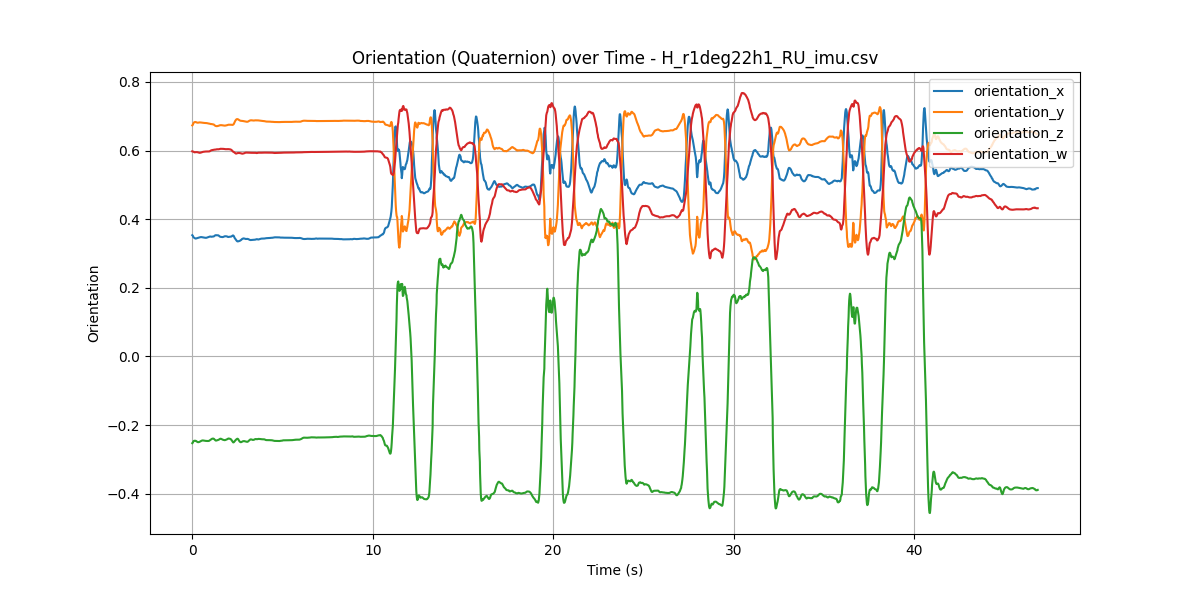 Orientation (Quaternion) over Time - H_r1deg22h1_RU_imu.csv
orientation_x
orientation_y
orientation_z
orientation_w
Orientation
0.8
0.6
0.4
0.2
0.0
−0.2
−0.4
0
10
20
30
40
Time (s)